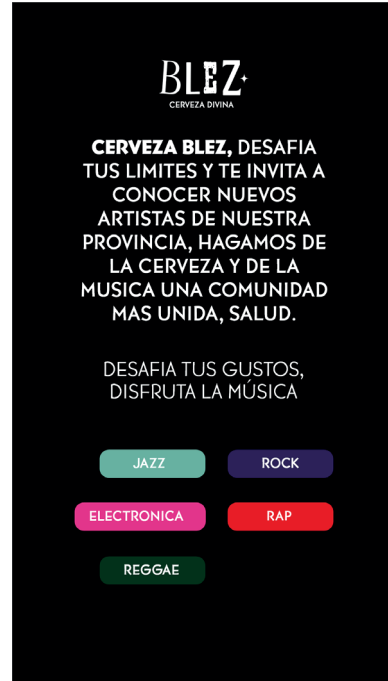 BLEZ
CERVEZA DIVINA
CERVEZA BLEZ, DESAFIA
TUS LIMITES Y TE INVITA A
CONOCER NUEVOS
ARTISTAS DE NUESTRA
PROVINCIA, HAGAMOS DE
LA CERVEZA Y DE LA
MUSICA UNA COMUNIDAD
MAS UNIDA, SALUD.
DESAFIA TUS GUSTOS,
DISFRUTA LA MÚSICA
JAZZ
ROCK
ELECTRONICA
RAP
REGGAE